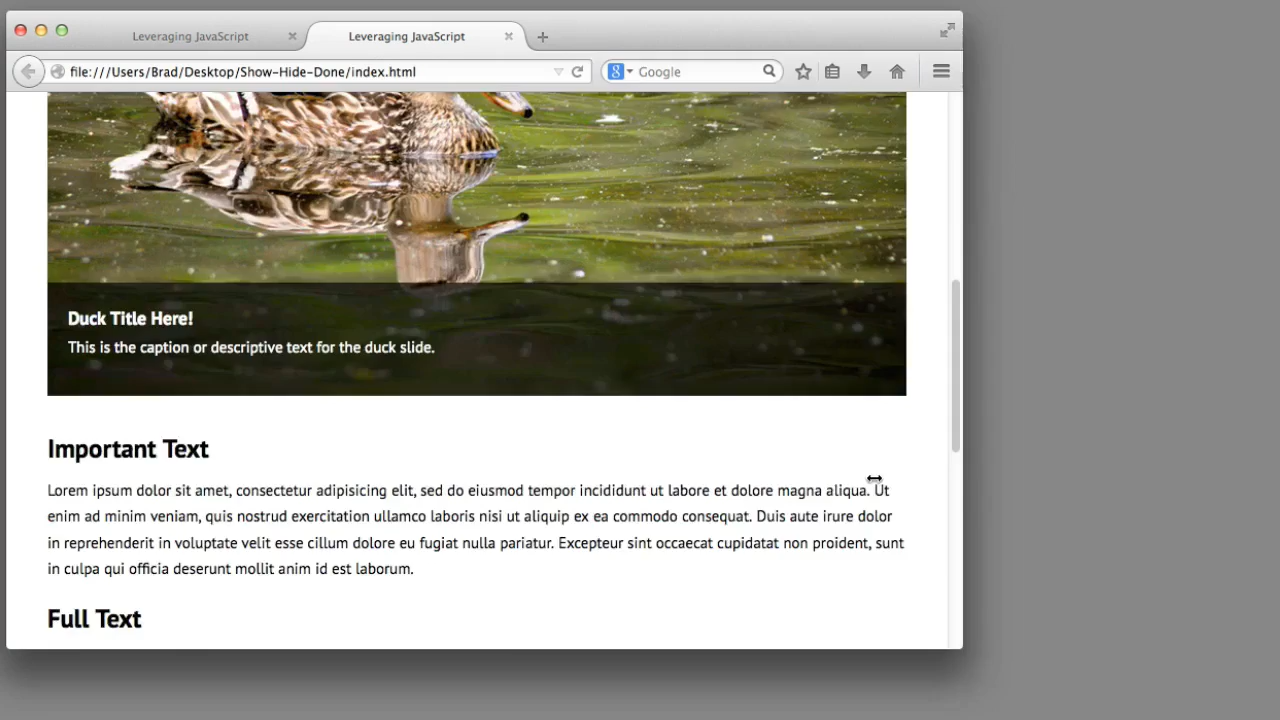 Leveraging JavaScript
Leveraging JavaScript
file:///Users/Brad/Desktop/Show-Hide-Done/index.html
8 Google
Duck Title Here!
This is the caption or descriptive text for the duck slide.
Important Text
Lorem ipsum dolor sit amet, consectetur adipisicing elit, sed do eiusmod tempor incididunt ut labore et dolore magna aliqua. Ut
enim ad minim veniam, quis nostrud exercitation ullamco laboris nisi ut aliquip ex ea commodo consequat. Duis aute irure dolor
in reprehenderit in voluptate velit esse cillum dolore eu fugiat nulla pariatur. Excepteur sint occaecat cupidatat non proident, sunt
in culpa qui officia deserunt mollit anim id est laborum.
Full Text